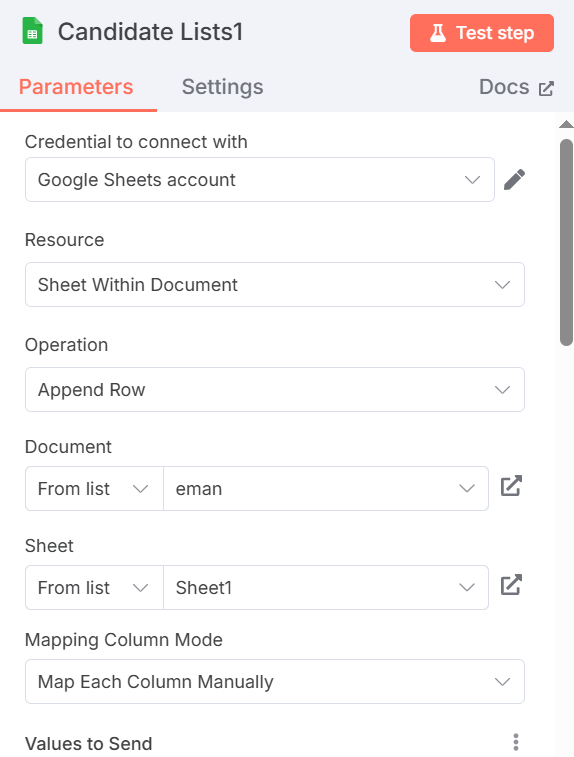 Candidate Lists1
Test step
Parameters
Settings
Docs
Credential to connect with
Google Sheets account
Resource
Sheet Within Document
Operation
Append Row
Document
From list
eman
Sheet
From list
Sheet1
Mapping Column Mode
Map Each Column Manually
Values to Send